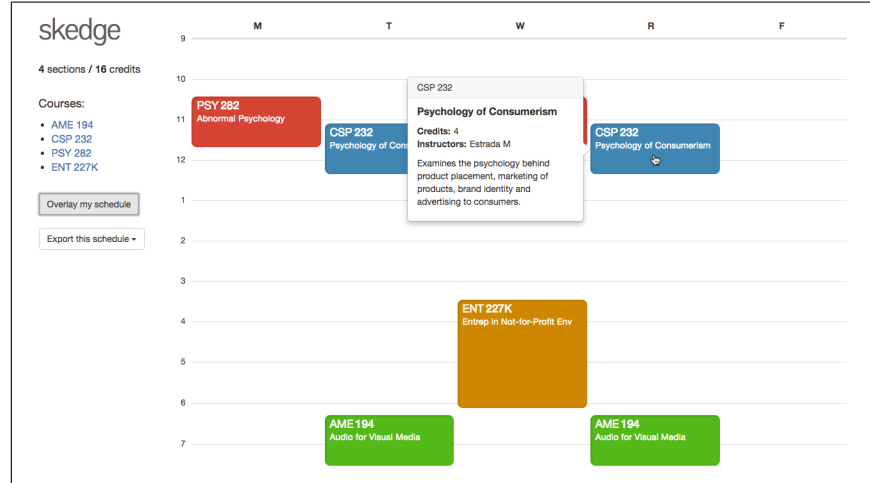 skedge
4 sections / 16 credits
Courses:
• AME 194
• CSP 232
• PSY 282
• ENT 227K
Overlay my schedule
Export this schedule
M T W R F
9
10
11
12
1
2
3
4
5
6
7
PSY 282
Abnormal Psychology
CSP 232
Psychology of Cons
CSP 232
Psychology of Consumerism
Credits: 4
Instructors: Estrada M
Examines the psychology behind
product placement, marketing of
products, brand identity and
advertising to consumers.
CSP 232
Psychology of Consumerism
ENT 227K
Entrep in Not-for-Profit Env
AME 194
Audio for Visual Media
AME 194
Audio for Visual Media